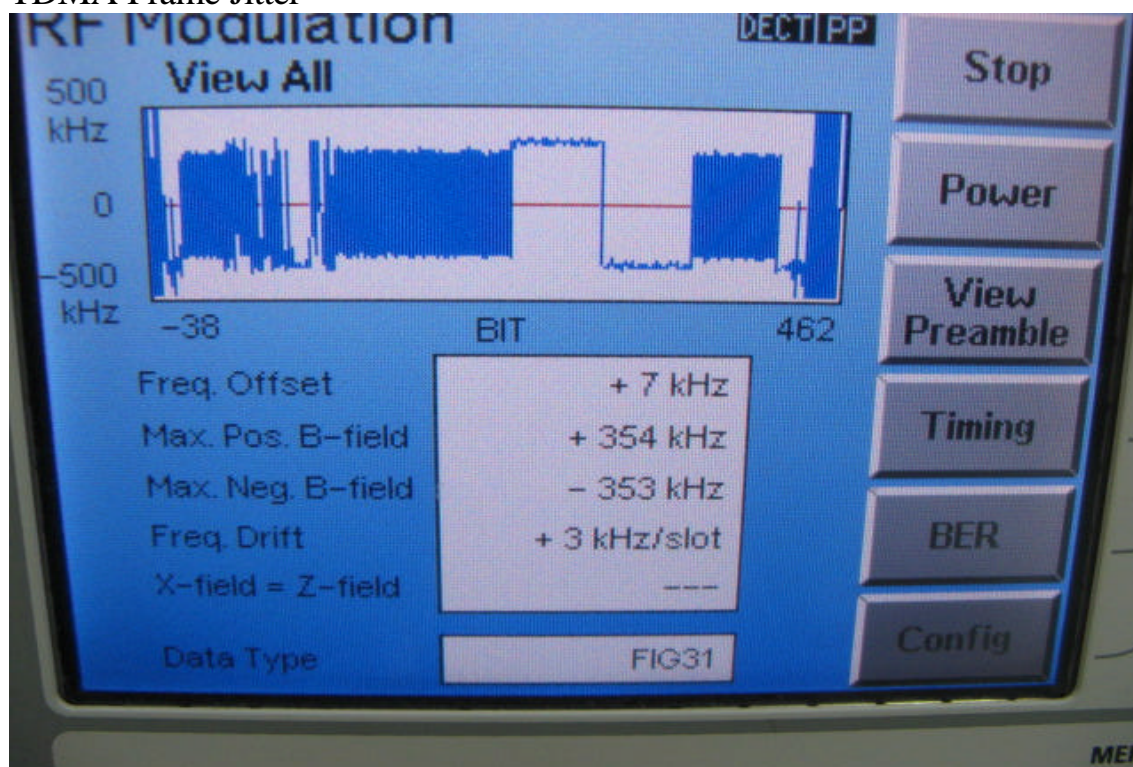 TDMA Frame Jitter
RF Modulation
DECT PP
View All
500
kHz
0
-500
kHz
-38
BIT
462
Freq. Offset + 7 kHz
Max. Pos. B-field + 354 kHz
Max. Neg. B-field - 353 kHz
Freq. Drift + 3 kHz/slot
X-field = Z-field ---
Data Type FIG31
Stop
Power
View
Preamble
Timing
BER
Config